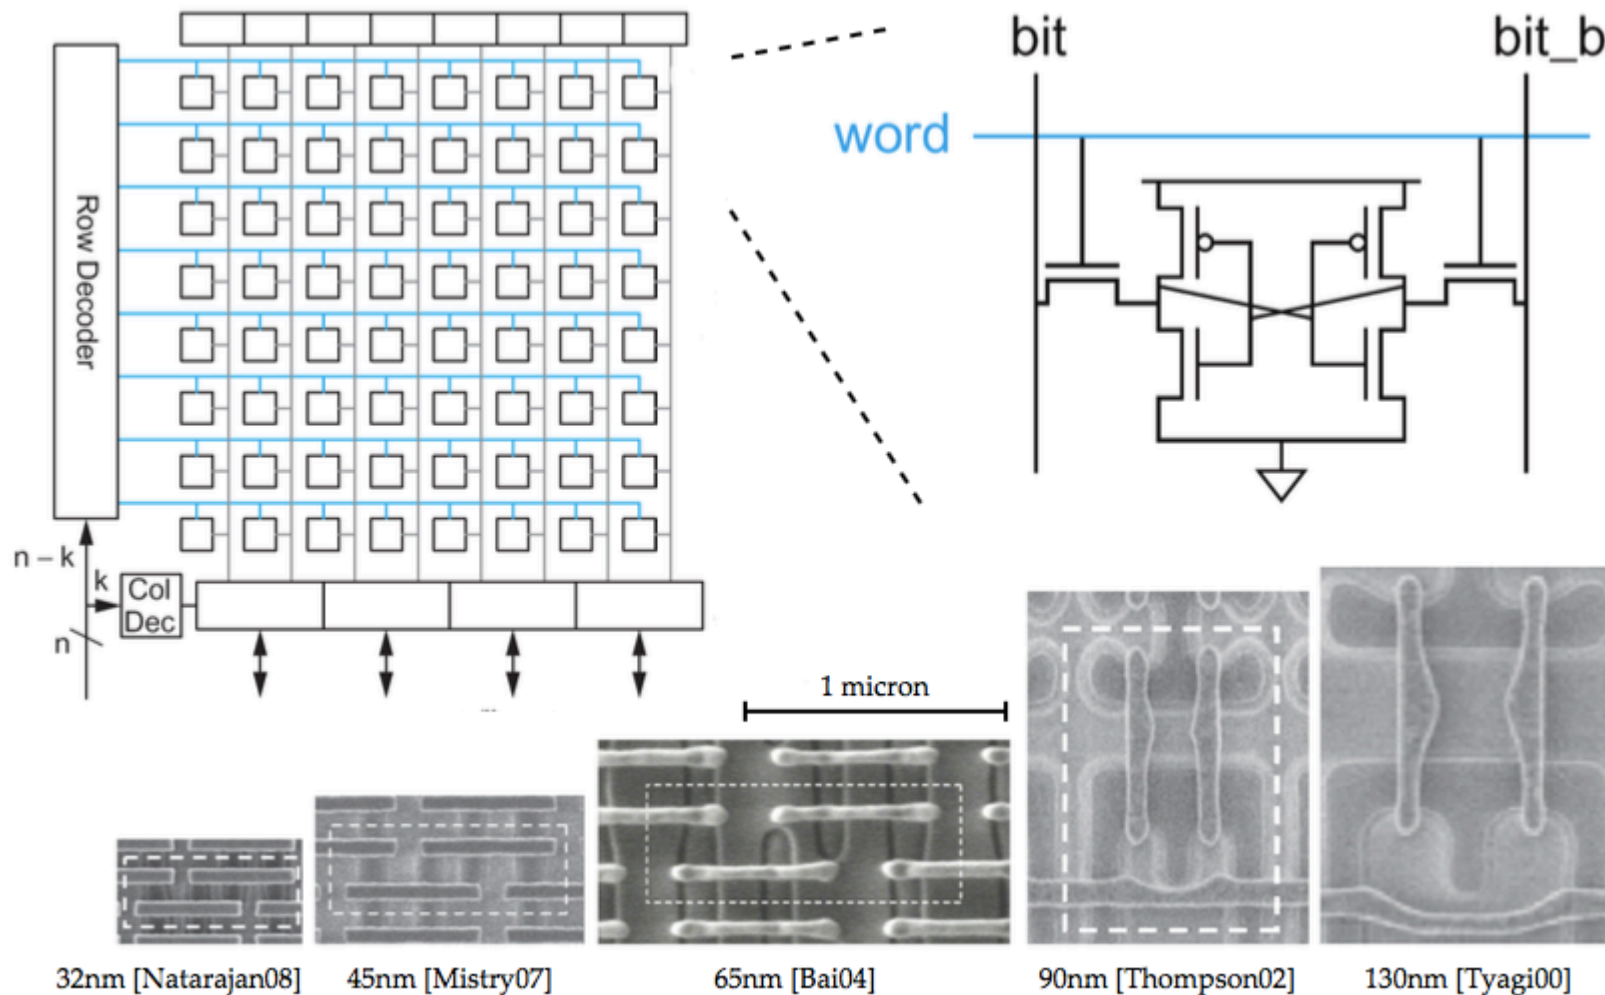 bit
bit_b
word
Row Decoder
n – k
k
Col
Dec
n
1 micron
32nm [Natarajan08]
45nm [Mistry07]
65nm [Bai04]
90nm [Thompson02]
130nm [Tyagi00]